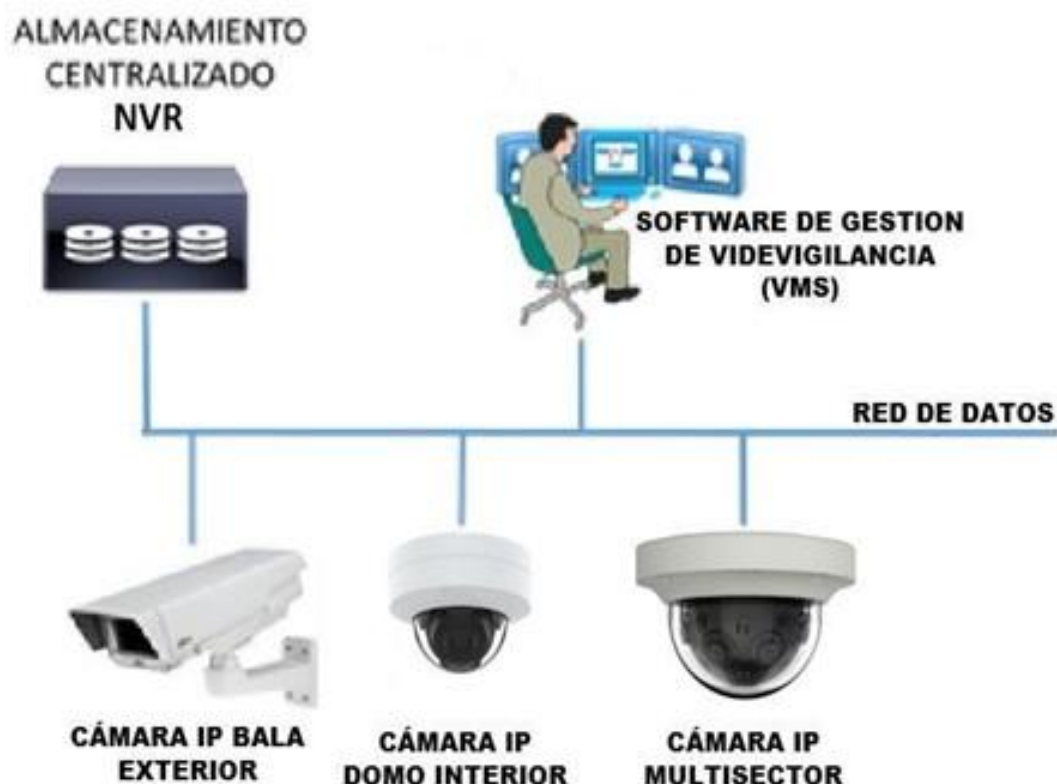 ALMACENAMIENTO
CENTRALIZADO
NVR
SOFTWARE DE GESTION
DE VIDEVIGILANCIA
(VMS)
RED DE DATOS
CÁMARA IP BALA
EXTERIOR
CÁMARA IP
DOMO INTERIOR
CÁMARA IP
MULTISECTOR